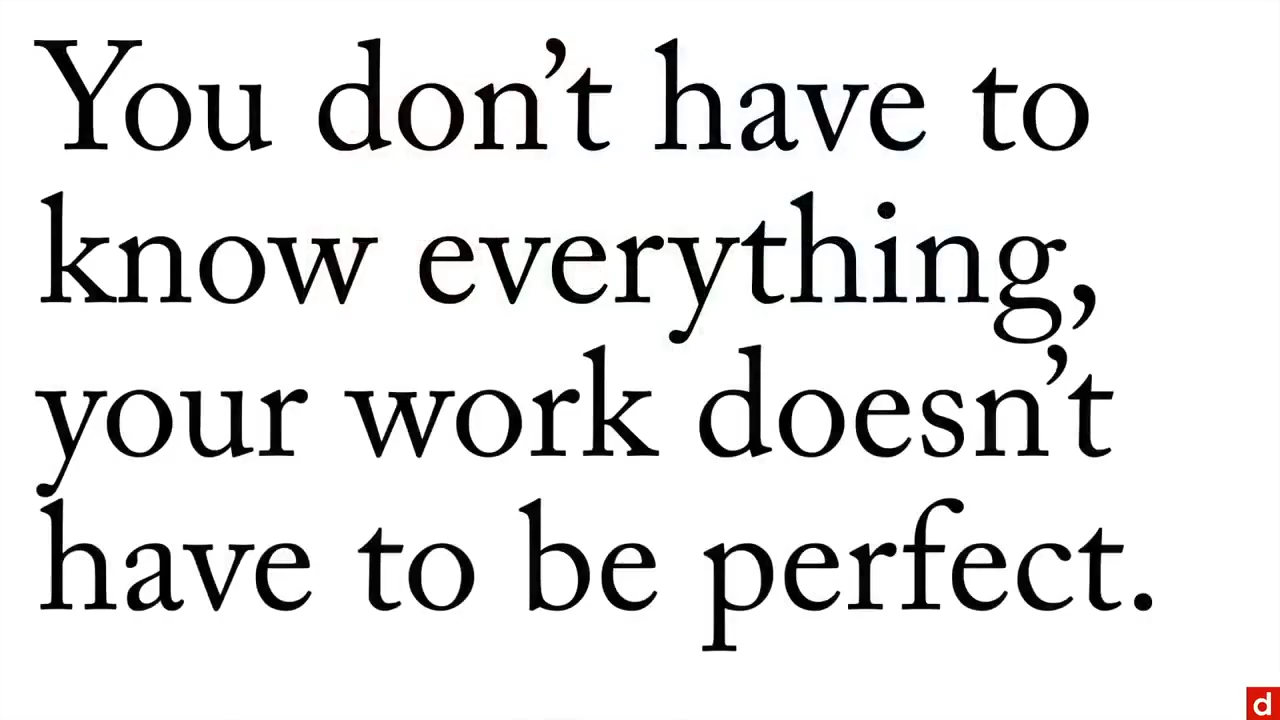 You don’t have to
know everything,
your work doesn’t
have to be perfect.
d